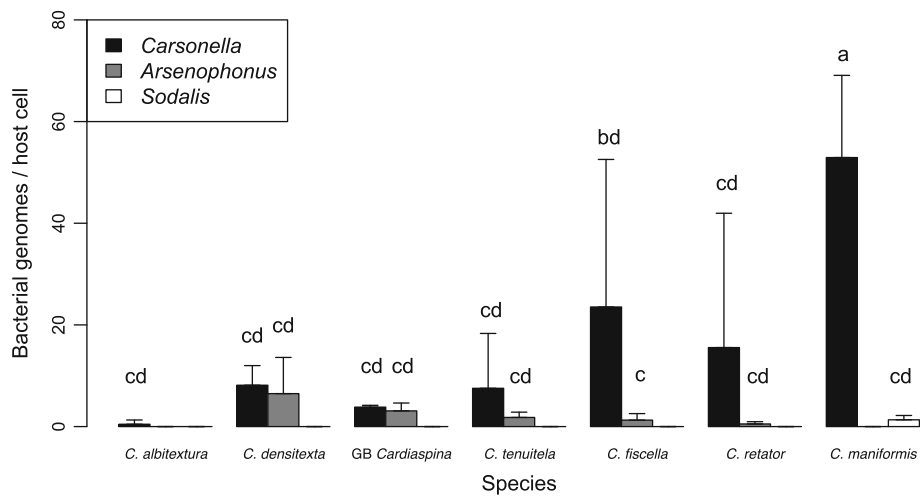 80
60
40
20
0
Bacterial genomes / host cell
Carsonella
Arsenophonus
Sodalis
cd
cd
cd
cd
cd
cd
cd
bd
c
cd
cd
a
cd
C. albitextura
C. densitexta
GB Cardiaspina
C. tenuitela
C. fiscella
C. retator
C. maniformis
Species